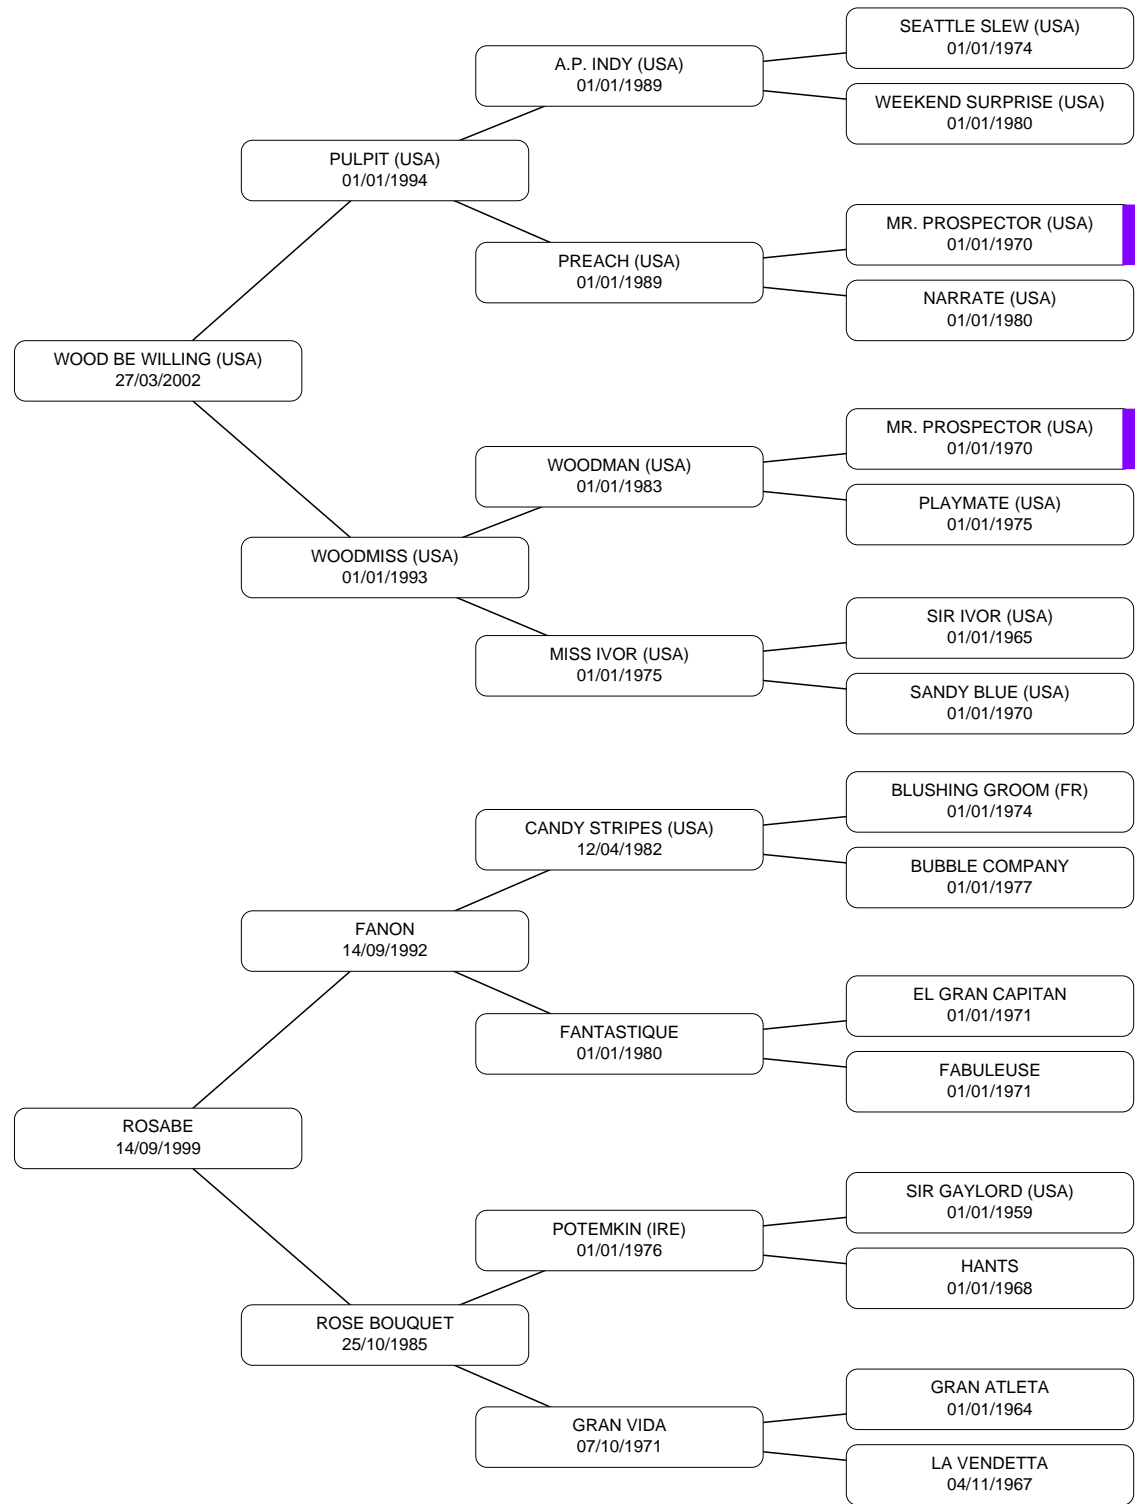 SEATTLE SLEW (USA)
01/01/1974
A.P. INDY (USA)
01/01/1989
WEEKEND SURPRISE (USA)
01/01/1980
PULPIT (USA)
01/01/1994
MR. PROSPECTOR (USA)
01/01/1970
PREACH (USA)
01/01/1989
NARRATE (USA)
01/01/1980
WOOD BE WILLING (USA)
27/03/2002
MR. PROSPECTOR (USA)
01/01/1970
WOODMAN (USA)
01/01/1983
PLAYMATE (USA)
01/01/1975
WOODMISS (USA)
01/01/1993
SIR IVOR (USA)
01/01/1965
MISS IVOR (USA)
01/01/1975
SANDY BLUE (USA)
01/01/1970
BLUSHING GROOM (FR)
01/01/1974
CANDY STRIPES (USA)
12/04/1982
BUBBLE COMPANY
01/01/1977
FANON
14/09/1992
EL GRAN CAPITAN
01/01/1971
FANTASTIQUE
01/01/1980
FABULEUSE
01/01/1971
ROSABE
14/09/1999
SIR GAYLORD (USA)
01/01/1959
POTEMKIN (IRE)
01/01/1976
HANTS
01/01/1968
ROSE BOUQUET
25/10/1985
GRAN ATLETA
01/01/1964
GRAN VIDA
07/10/1971
LA VENDETTA
04/11/1967